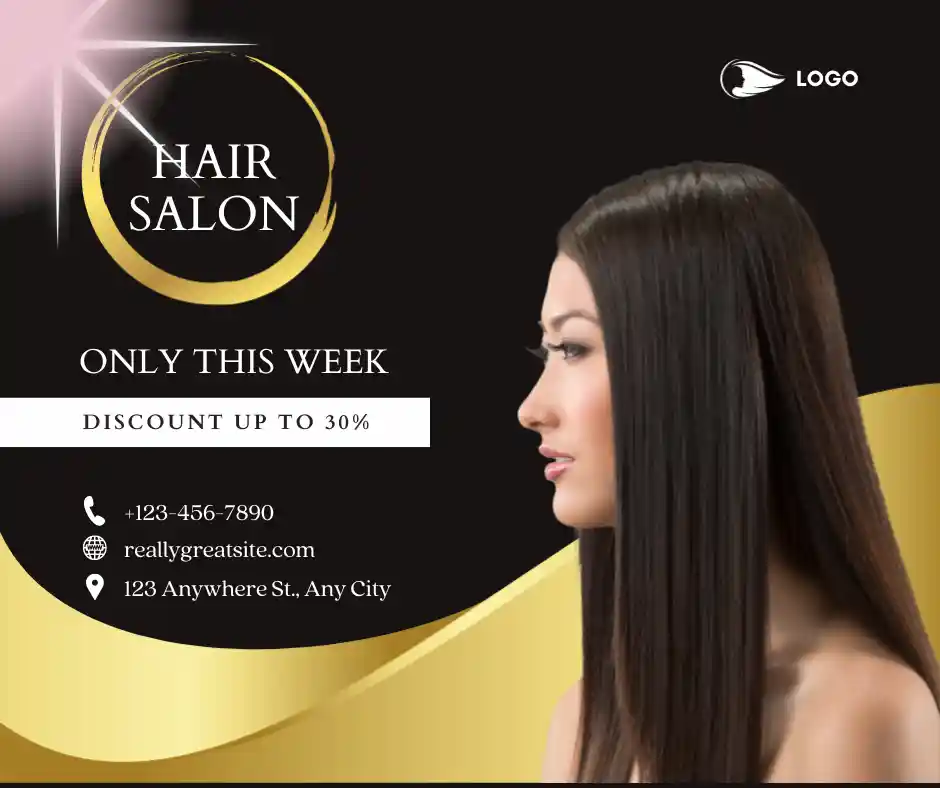 HAIR
SALON
LOGO
ONLY THIS WEEK
DISCOUNT UP TO 30%
+123-456-7890
reallygreatsite.com
123 Anywhere St., Any City